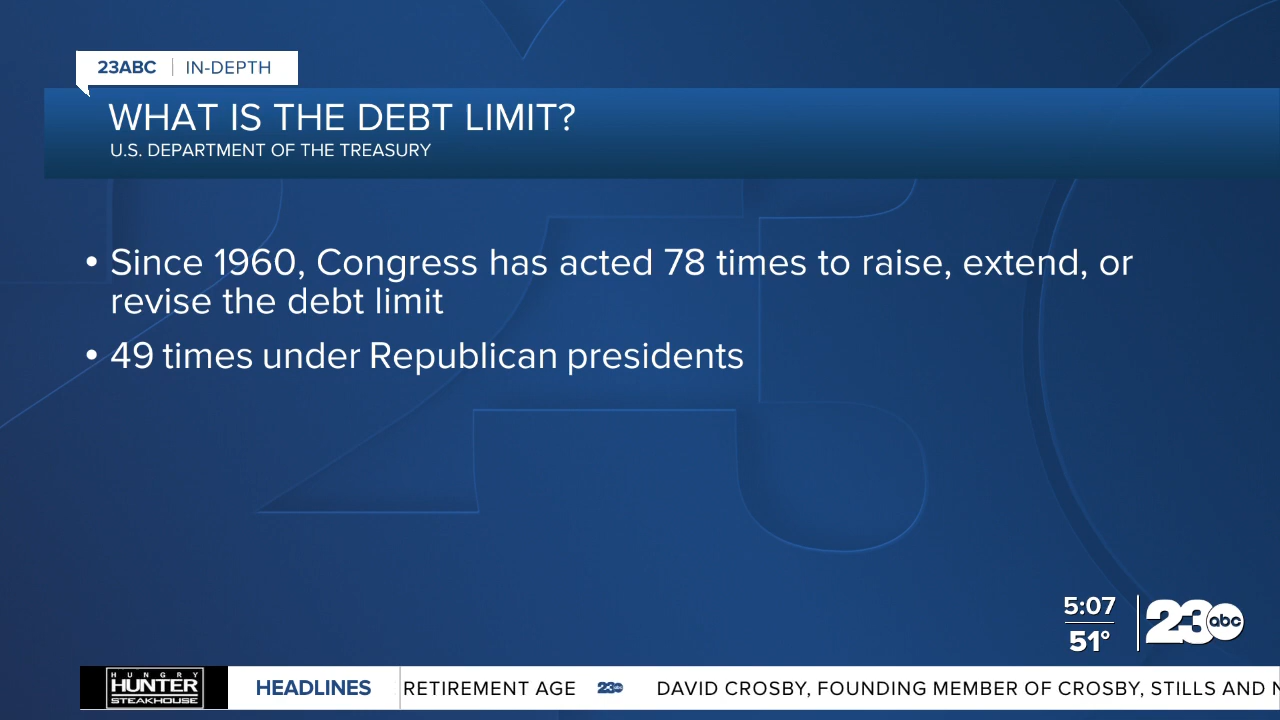 23ABC | IN-DEPTH
WHAT IS THE DEBT LIMIT?
U.S. DEPARTMENT OF THE TREASURY
• Since 1960, Congress has acted 78 times to raise, extend, or
revise the debt limit
• 49 times under Republican presidents
5:07
51°
23 abc
HUNGRY
HUNTER
STEAKHOUSE
HEADLINES
RETIREMENT AGE 23 DAVID CROSBY, FOUNDING MEMBER OF CROSBY, STILLS AND